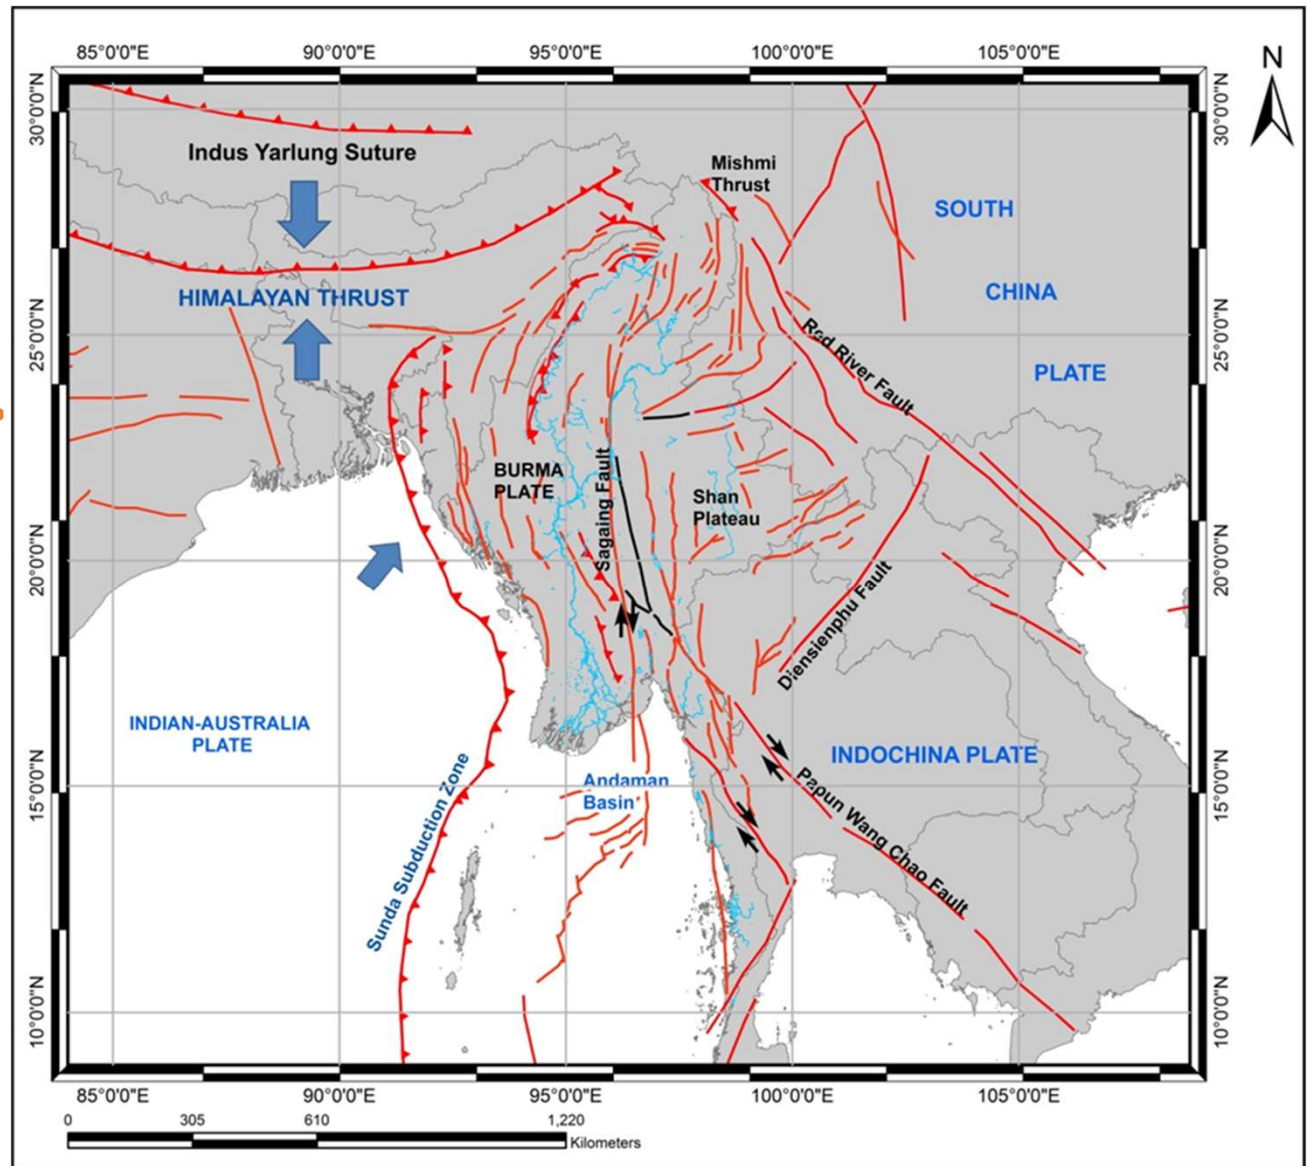 85°0'0"E 90°0'0"E 95°0'0"E 100°0'0"E 105°0'0"E
N
30°0'0"N
30°0'0"N
Indus Yarlung Suture
Mishmi
Thrust
SOUTH
CHINA
PLATE
HIMALAYAN THRUST
25°0'0"N
25°0'0"N
Red River Fault
BURMA
PLATE
Sagaing Fault
Shan
Plateau
20°0'0"N
20°0'0"N
Diensienphu Fault
INDIAN-AUSTRALIA
PLATE
INDOCHINA PLATE
Sunda Subduction Zone
Andaman
Basin
Papun Wang Chao Fault
15°0'0"N
15°0'0"N
10°0'0"N
10°0'0"N
85°0'0"E 90°0'0"E 95°0'0"E 100°0'0"E 105°0'0"E
0 305 610 1,220
Kilometers